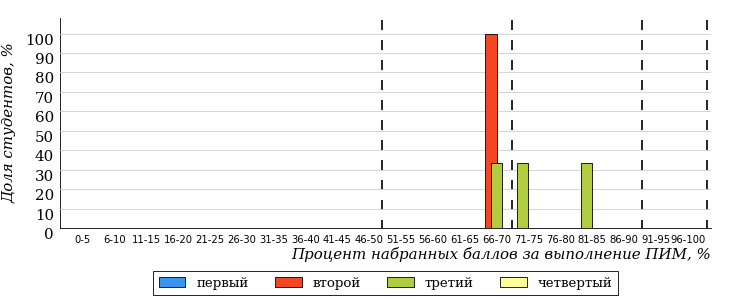 Доля студентов, %
100
90
80
70
60
50
40
30
20
10
0
0-5 6-10 11-15 16-20 21-25 26-30 31-35 36-40 41-45 46-50 51-55 56-60 61-65 66-70 71-75 76-80 81-85 86-90 91-95 96-100
Процент набранных баллов за выполнение ПИМ, %
первый второй третий четвертый